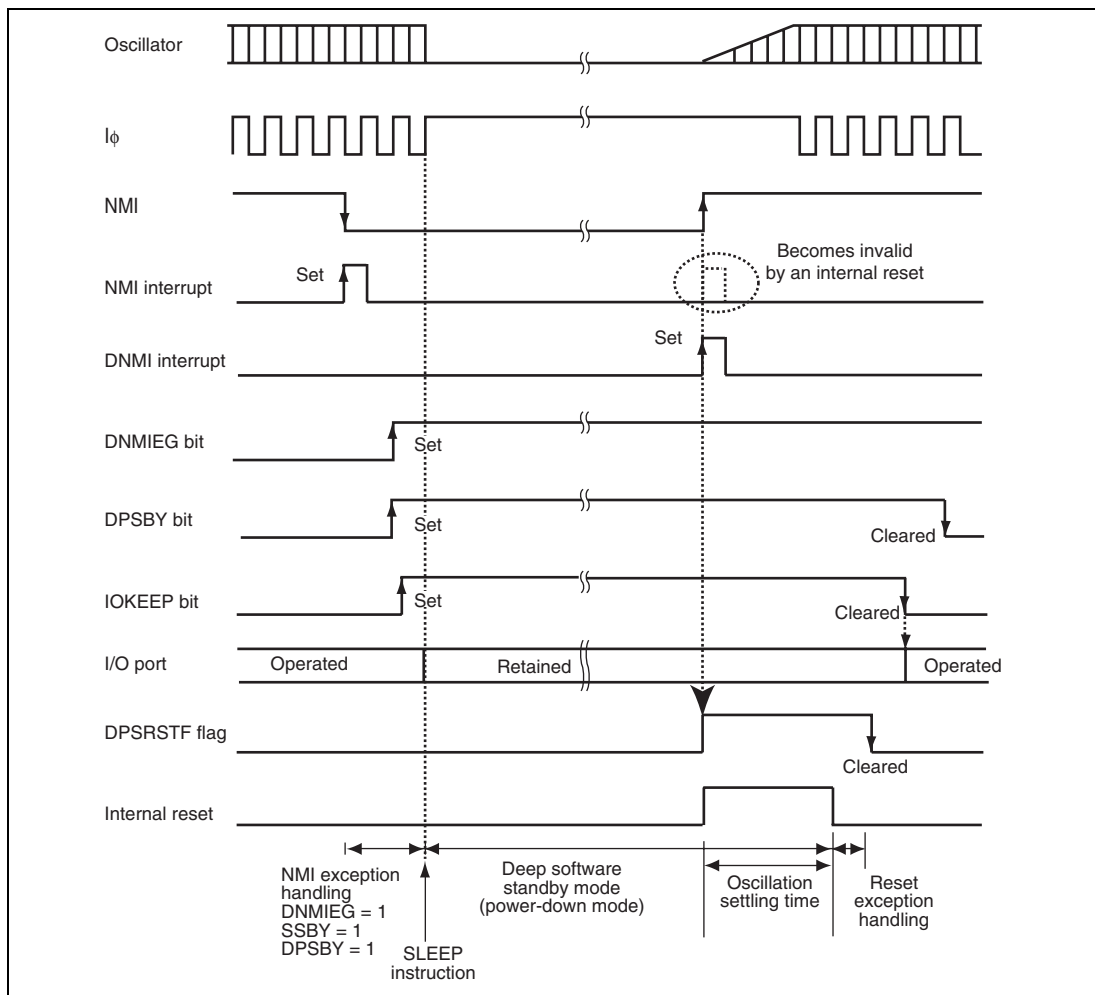 Oscillator
Iϕ
NMI
Becomes invalid
by an internal reset
NMI interrupt
Set
DNMI interrupt
Set
DNMIEG bit
Set
DPSBY bit
Set
Cleared
IOKEEP bit
Set
Cleared
I/O port
Operated
Retained
Operated
DPSRSTF flag
Cleared
Internal reset
NMI exception
handling
DNMIEG = 1
SSBY = 1
DPSBY = 1
SLEEP
instruction
Deep software
standby mode
(power-down mode)
Oscillation
settling time
Reset
exception
handling